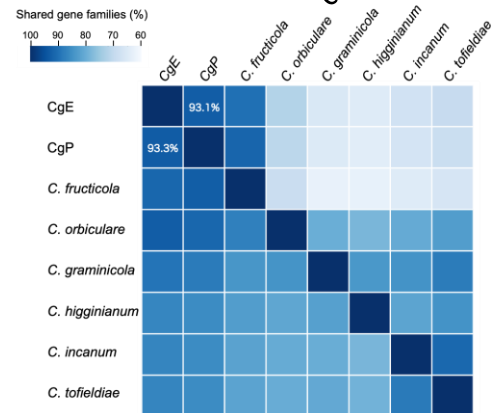 Shared gene families (%)
100 90 80 70 60
CgE CgP C. fructicola C. orbiculare C. graminicola C. higginianum C. incanum C. tofieldiae
CgE 93.1%
CgP 93.3%
C. fructicola
C. orbiculare
C. graminicola
C. higginianum
C. incanum
C. tofieldiae